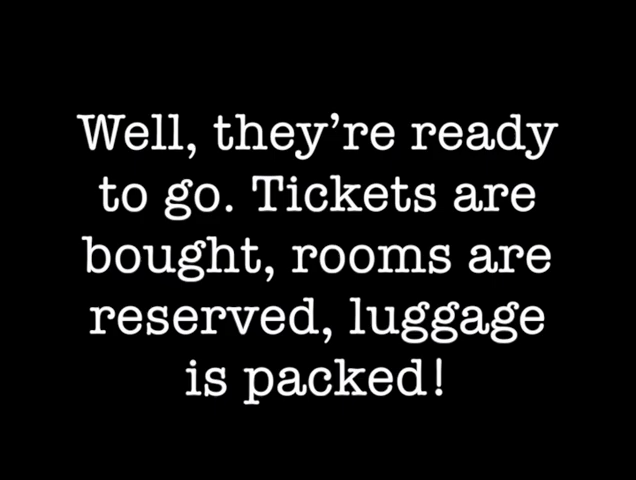 Well, they’re ready
to go. Tickets are
bought, rooms are
reserved, luggage
is packed!